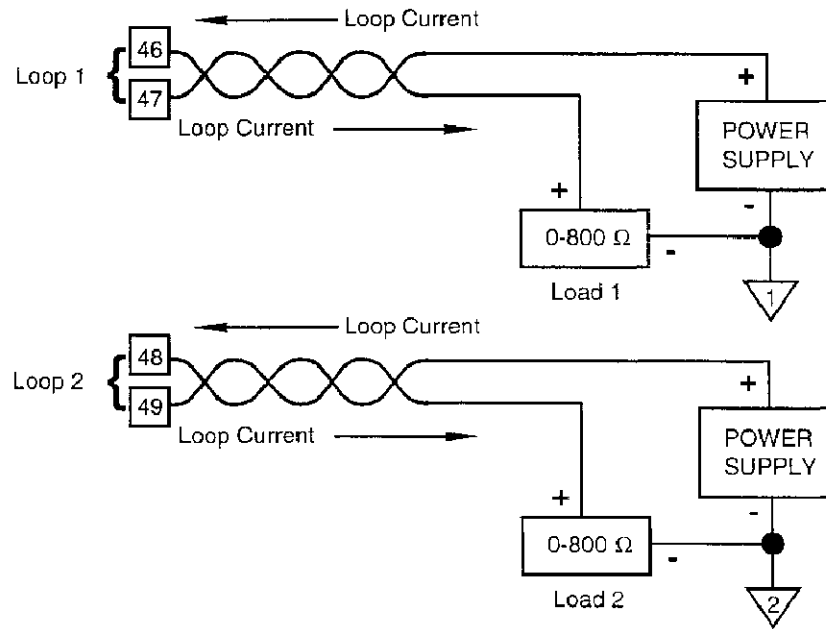 Loop Current
46
Loop 1
47
Loop Current
+
POWER
SUPPLY
-
+
0-800 Ω
-
Load 1
1
Loop Current
48
Loop 2
49
Loop Current
+
POWER
SUPPLY
-
+
0-800 Ω
-
Load 2
2